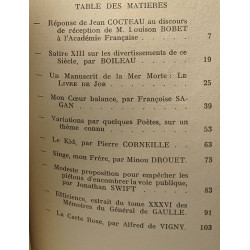 TABLE DES MATIERES
— Réponse de Jean COCTEAU au discours
de réception de M. Louison BOBET
à l'Académie Française . . . . 7
— Satire XIII sur les divertissements de ce
Siècle, par BOILEAU . . . . 19
— Un Manuscrit de la Mer Morte : LE
LIVRE DE JOB . . . . 25
— Mon Cœur balance, par Françoise SA-
GAN . . . . 39
— Variations par quelques Poètes, sur un
thème connu . . . . 53
— Le Kid, par Pierre CORNEILLE . . . . 63
— Singe, mon Frère, par Minou DROUET. 73
— Modeste proposition pour empêcher les
piétons d'encombrer la voie publique,
par Jonathan SWIFT . . . . 83
— Efficience, extrait du tome XXXVI des
Mémoires du Général de GAULLE. 91
— La Carte Rose, par Alfred de VIGNY. 103